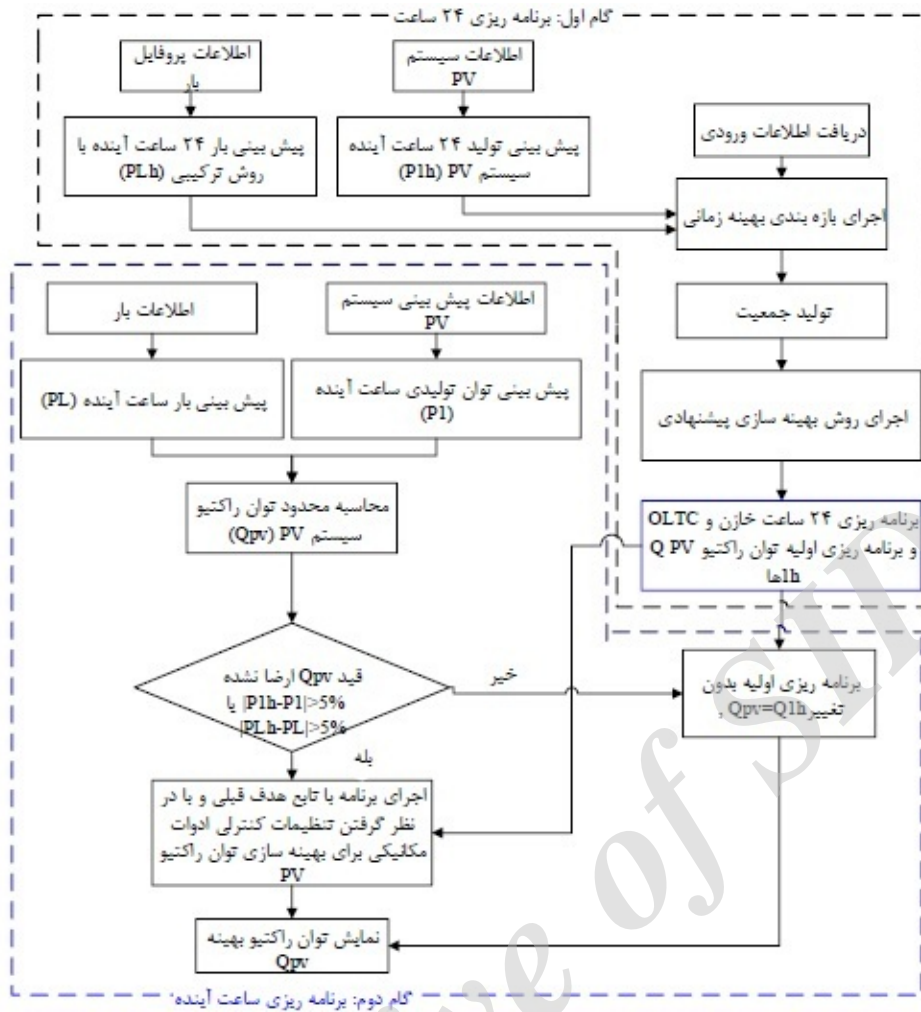 گام اول: برنامه ریزی ۲۴ ساعت
اطلاعات پروفایل
بار
اطلاعات سیستم
PV
دریافت اطلاعات ورودی
پیش بینی بار ۲۴ ساعت آینده با
روش ترکیبی (PLh)
پیش بینی تولید ۲۴ ساعت آینده
سیستم PV (P1h)
اجرای بازه بندی بهینه زمانی
تولید جمعیت
اجرای روش بهینه سازی پیشنهادی
برنامه ریزی ۲۴ ساعت خازن و OLTC
و برنامه ریزی اولیه توان راکتیو Q PV
1hها
اطلاعات بار
اطلاعات پیش بینی سیستم
PV
پیش بینی بار ساعت آینده (PL)
پیش بینی توان تولیدی ساعت آینده
(P1)
محاسبه محدود توان راکتیو
سیستم PV (Qpv)
قید Qpv ارضا نشده
|P1h-P1|>5% یا
|PLh-PL|>5%
خیر
بله
برنامه ریزی اولیه بدون
تغییر Qpv=Q1h ,
اجرای برنامه با تابع هدف قبلی و با در
نظر گرفتن تنظیمات کنترلی ادوات
مکانیکی برای بهینه سازی توان راکتیو
PV
نمایش توان راکتیو بهینه
Qpv
گام دوم: برنامه ریزی ساعت آینده
ive of SID